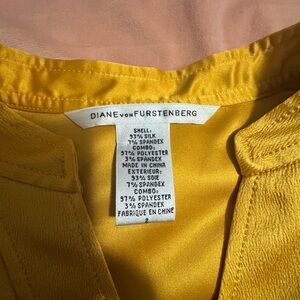 DIANE VON FURSTENBERG
SHELL:
93% SILK
7% SPANDEX
COMBO:
97% POLYESTER
3% SPANDEX
MADE IN CHINA
EXTERIEUR:
93% SOIE
7% SPANDEX
COMBO:
97% POLYESTER
3% SPANDEX
FABRIQUE EN CHINE
2